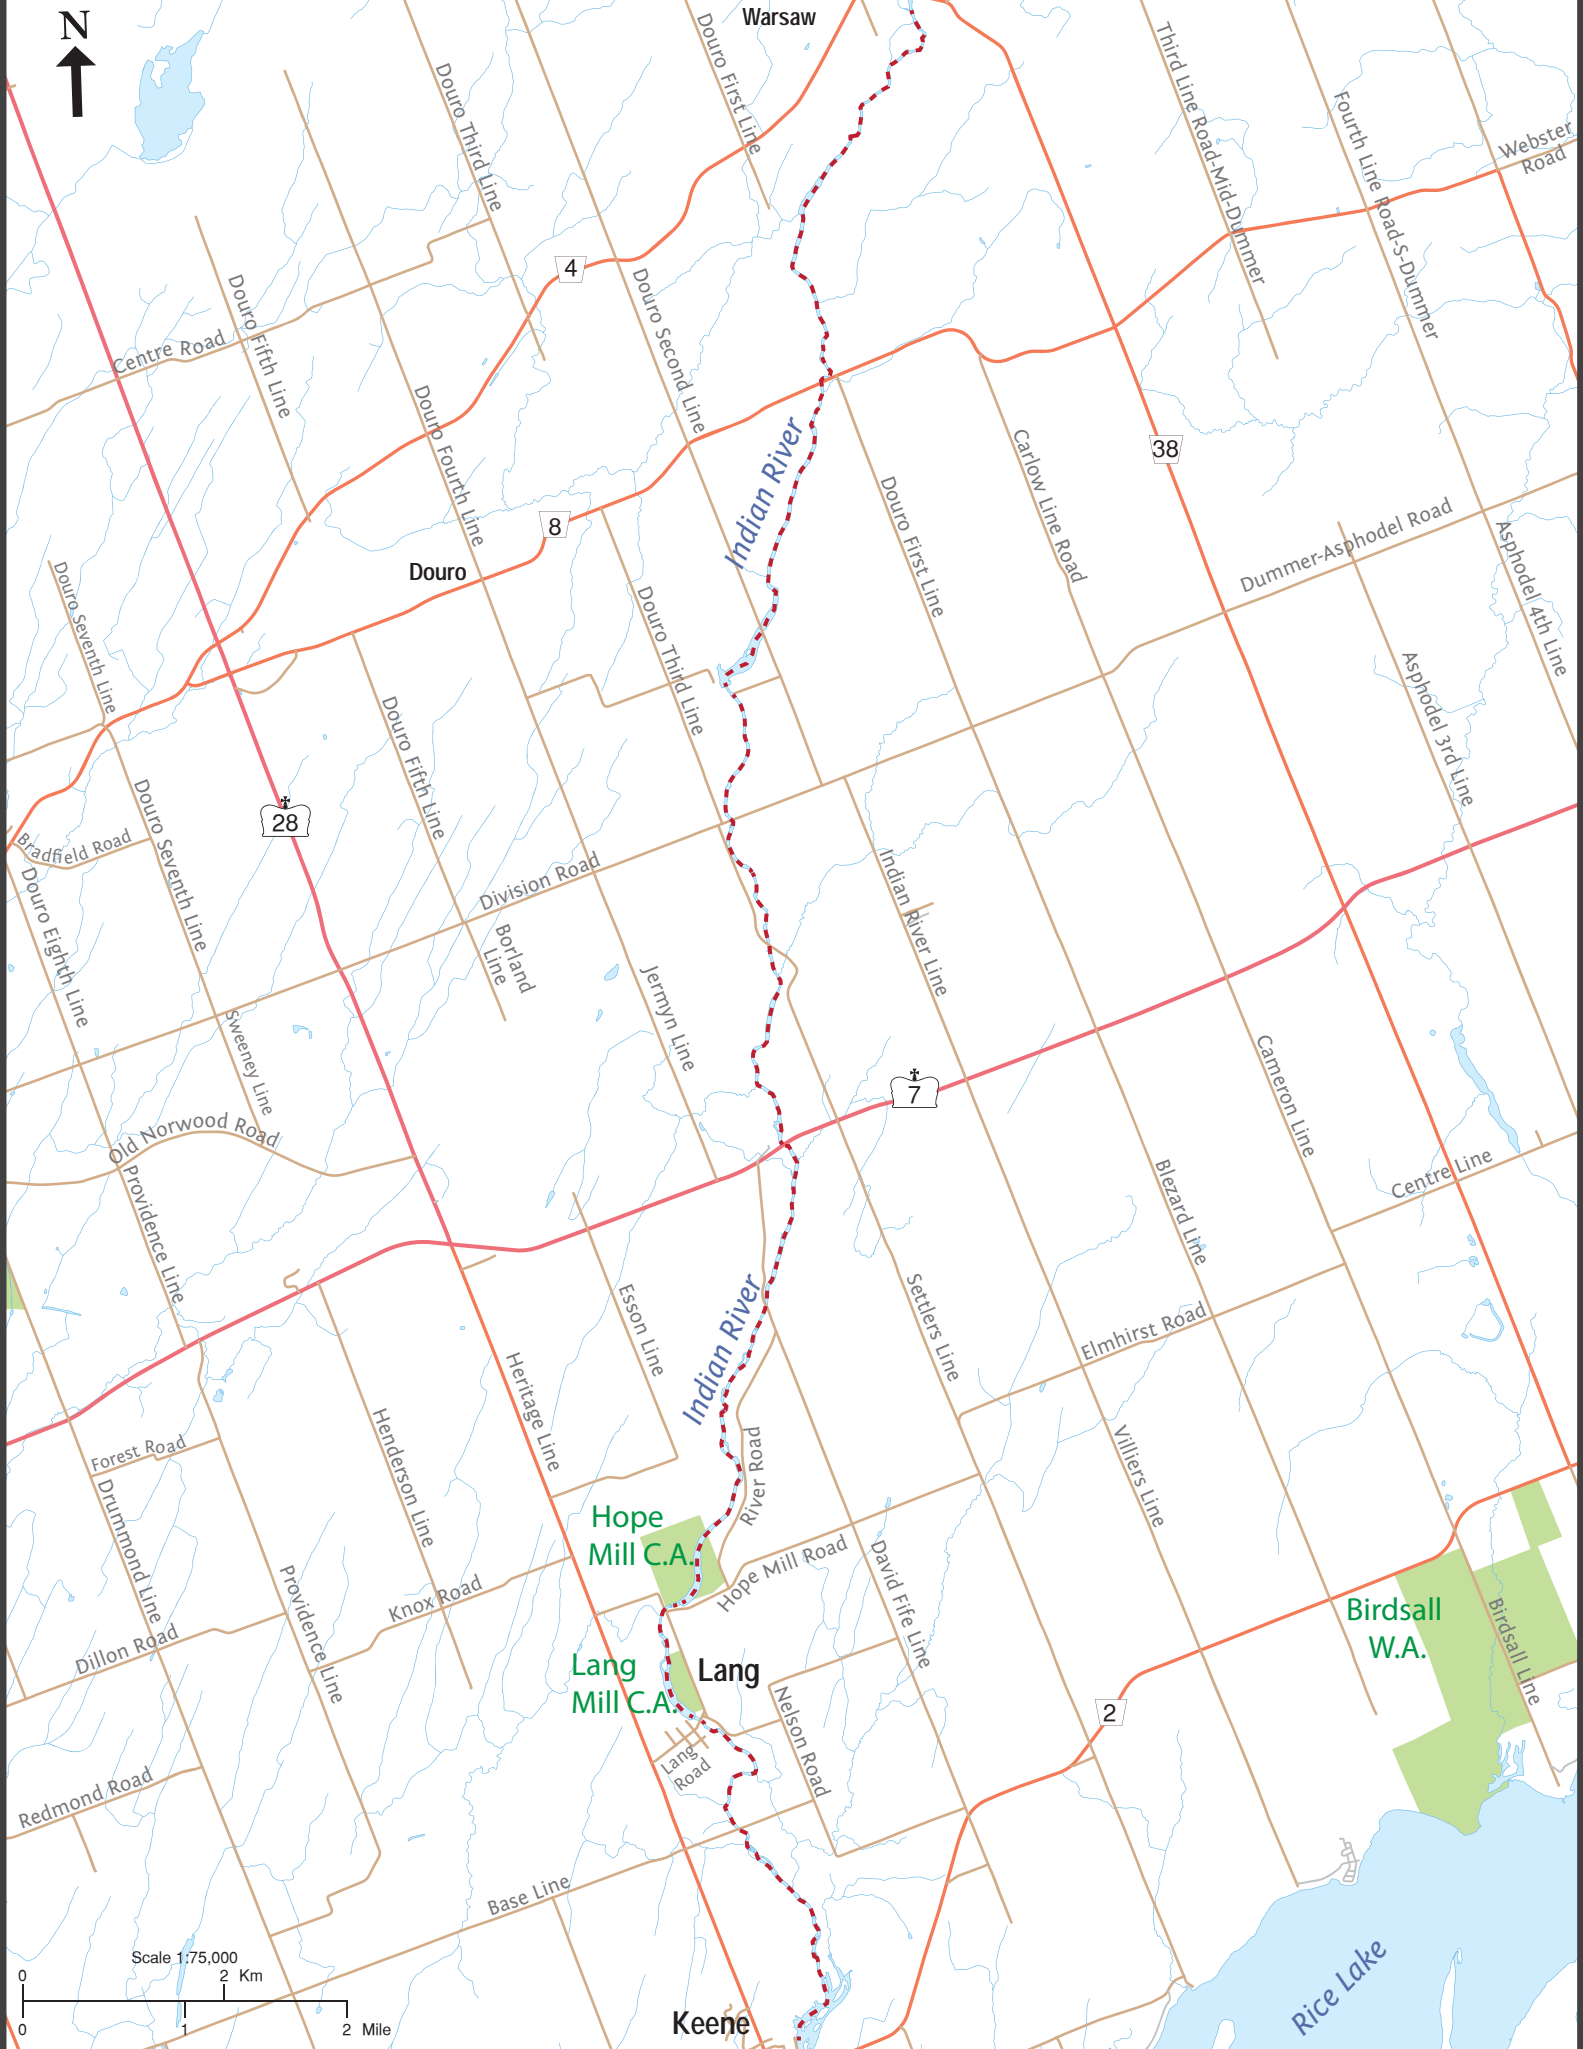 N
Warsaw
Douro First Line
Douro Third Line
Third Line Road-Mid-Dummer
Fourth Line Road-S-Dummer
Webster
Road
4
Douro Second Line
Douro Fifth Line
Centre Road
Douro Fourth Line
Indian River
Carlow Line Road
38
Douro First Line
8
Douro
Dummer-Asphodel Road
Asphodel 4th Line
Douro Seventh Line
Douro Third Line
Asphodel 3rd Line
Douro Fifth Line
Douro Seventh Line
28
Bradfield Road
Division Road
Douro Eighth Line
Indian River Line
Borland
Line
Jermyn Line
Sweeney Line
Cameron Line
7
Old Norwood Road
Providence Line
Centre Line
Blezard Line
Indian River
Settlers Line
Esson Line
Elmhirst Road
Heritage Line
Henderson Line
River Road
Villiers Line
Forest Road
Drummond Line
Hope
Mill C.A.
Hope Mill Road
David Fife Line
Providence Line
Knox Road
Birdsall
W.A.
Birdsall Line
Dillon Road
Lang
Mill C.A.
Lang
Nelson Road
2
Lang
Road
Redmond Road
Base Line
Scale 1:75,000
0
2 Km
0
1
2 Mile
Keene
Rice Lake